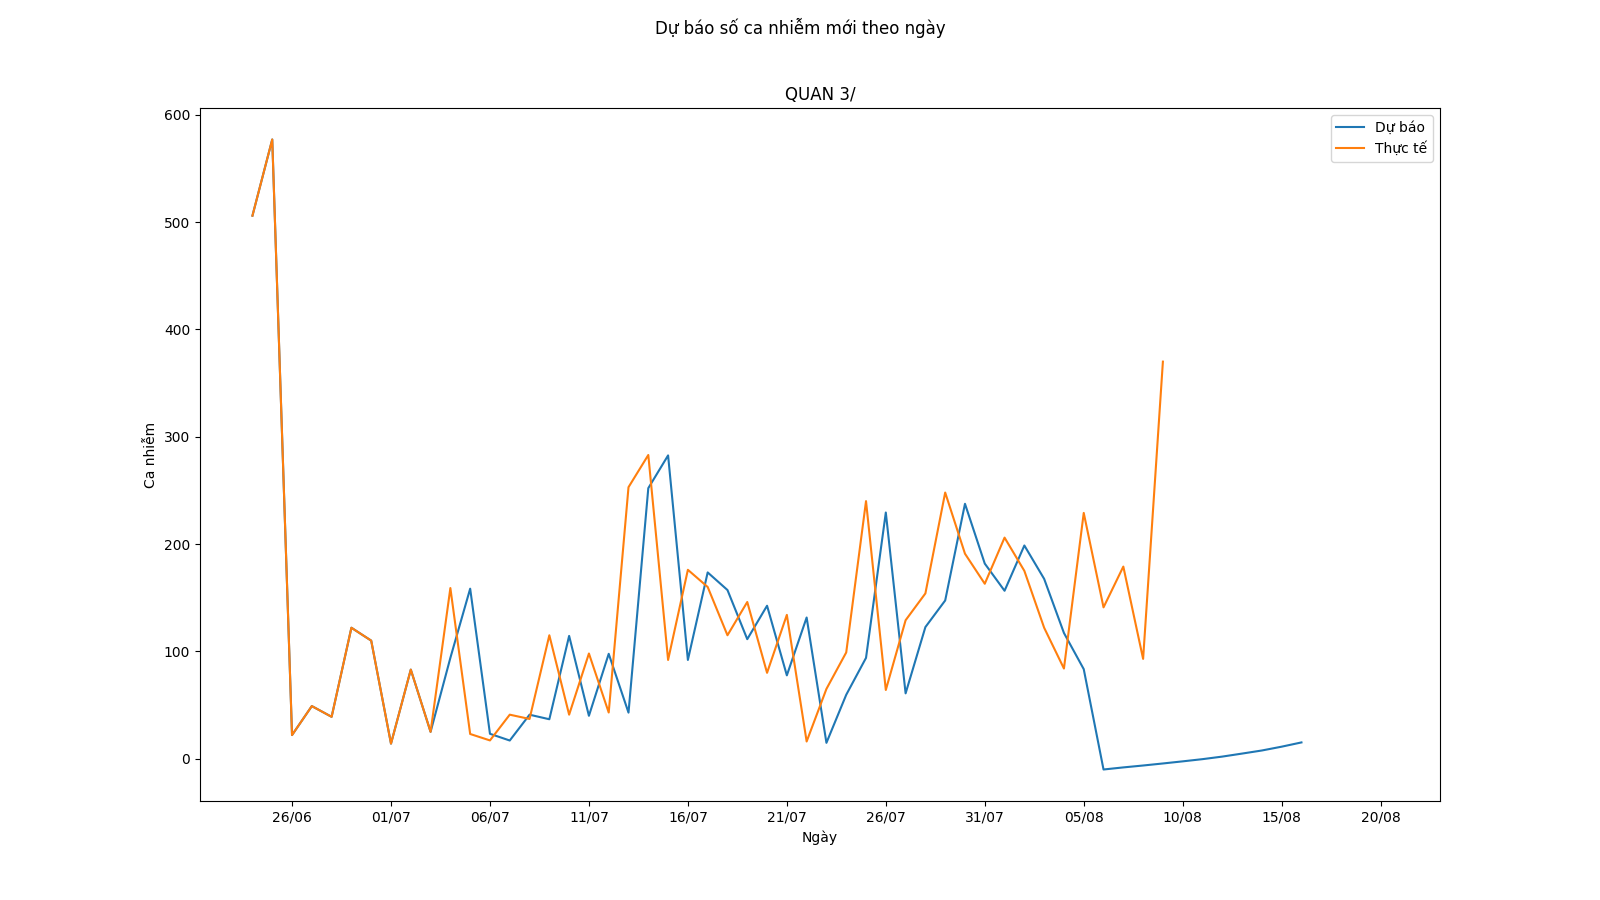 Dự báo số ca nhiễm mới theo ngày
QUAN 3/
Dự báo
Thực tế
600
500
400
300
200
100
0
Ca nhiễm
26/06 01/07 06/07 11/07 16/07 21/07 26/07 31/07 05/08 10/08 15/08 20/08
Ngày